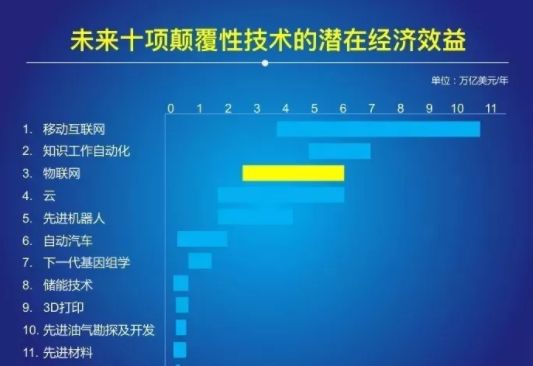 未来十项颠覆性技术的潜在经济效益
单位：万亿美元/年
0 1 2 3 4 5 6 7 8 9 10 11
1. 移动互联网
2. 知识工作自动化
3. 物联网
4. 云
5. 先进机器人
6. 自动汽车
7. 下一代基因组学
8. 储能技术
9. 3D打印
10. 先进油气勘探及开发
11. 先进材料